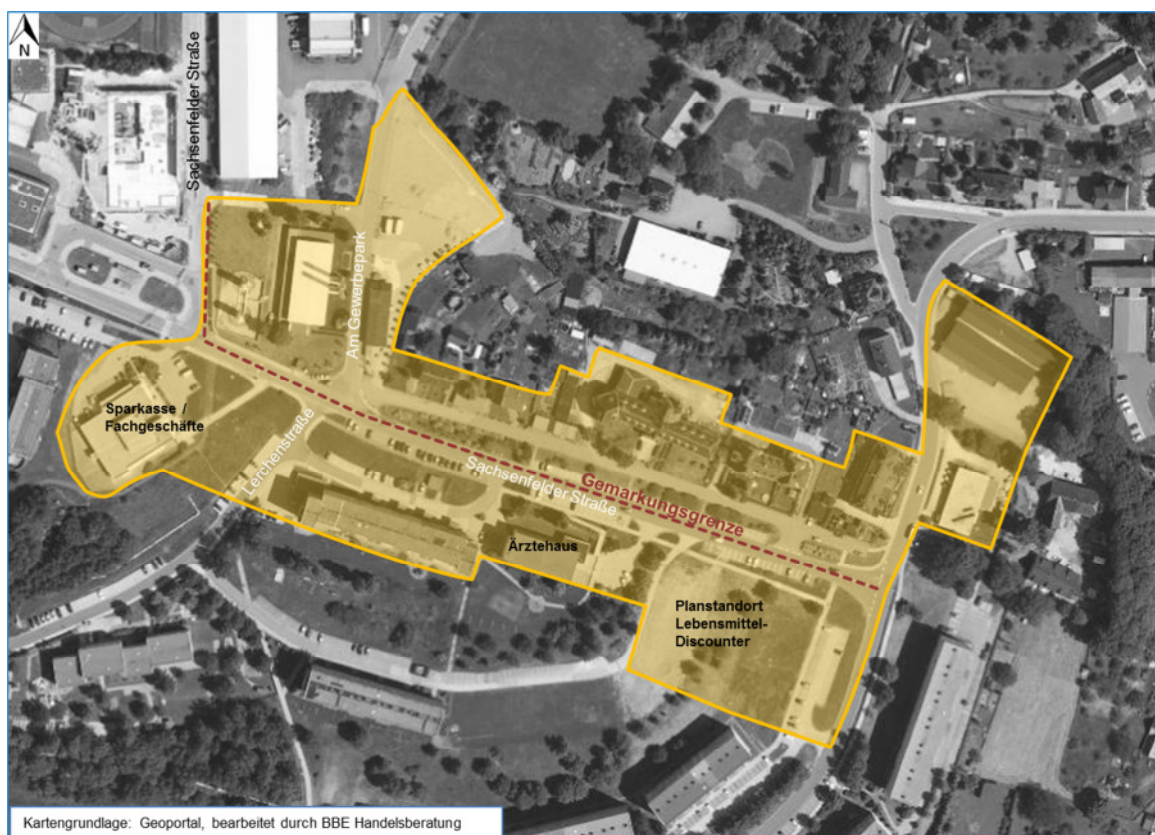 N
Sachsenfelder Straße
Am Gewerbepark
Sparkasse /
Fachgeschäfte
Lerchenstraße
Gemarkungsgrenze
Sachsenfelder Straße
Ärztehaus
Planstandort
Lebensmittel-
Discounter
Kartengrundlage: Geoportal, bearbeitet durch BBE Handelsberatung